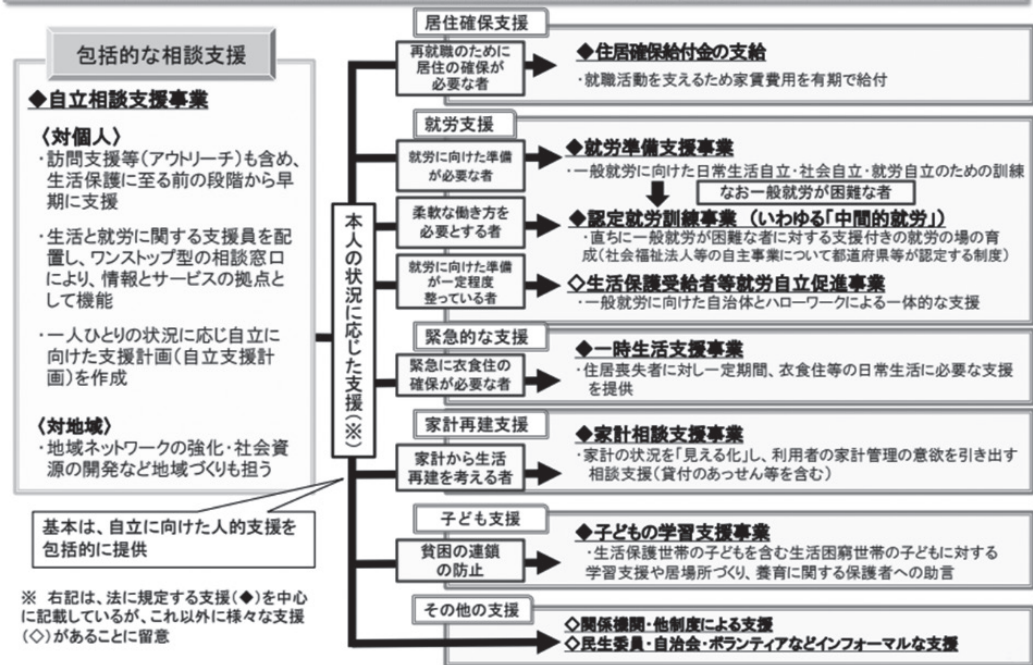 包括的な相談支援
◆自立相談支援事業
〈対個人〉
・訪問支援等(アウトリーチ)も含め、
生活保護に至る前の段階から早
期に支援
・生活と就労に関する支援員を配
置し、ワンストップ型の相談窓口
により、情報とサービスの拠点と
して機能
・一人ひとりの状況に応じ自立に
向けた支援計画(自立支援計
画)を作成
〈対地域〉
・地域ネットワークの強化・社会資
源の開発など地域づくりも担う
基本は、自立に向けた人的支援を
包括的に提供
※ 右記は、法に規定する支援(◆)を中心
に記載しているが、これ以外に様々な支援
(◇)があることに留意
本人の状況に応じた支援(※)
居住確保支援
再就職のために
居住の確保が
必要な者
◆住居確保給付金の支給
・就職活動を支えるため家賃費用を有期で給付
就労支援
就労に向けた準備
が必要な者
◆就労準備支援事業
・一般就労に向けた日常生活自立・社会自立・就労自立のための訓練
なお一般就労が困難な者
柔軟な働き方を
必要とする者
◆認定就労訓練事業 (いわゆる「中間的就労」)
・直ちに一般就労が困難な者に対する支援付きの就労の場の育
成(社会福祉法人等の自主事業について都道府県等が認定する制度)
就労に向けた準備
が一定程度
整っている者
◇生活保護受給者等就労自立促進事業
・一般就労に向けた自治体とハローワークによる一体的な支援
緊急的な支援
緊急に衣食住の
確保が必要な者
◆一時生活支援事業
・住居喪失者に対し一定期間、衣食住等の日常生活に必要な支援
を提供
家計再建支援
家計から生活
再建を考える者
◆家計相談支援事業
・家計の状況を「見える化」し、利用者の家計管理の意欲を引き出す
相談支援(貸付のあっせん等を含む)
子ども支援
貧困の連鎖
の防止
◆子どもの学習支援事業
・生活保護世帯の子どもを含む生活困窮世帯の子どもに対する
学習支援や居場所づくり、養育に関する保護者への助言
その他の支援
◇関係機関・他制度による支援
◇民生委員・自治会・ボランティアなどインフォーマルな支援